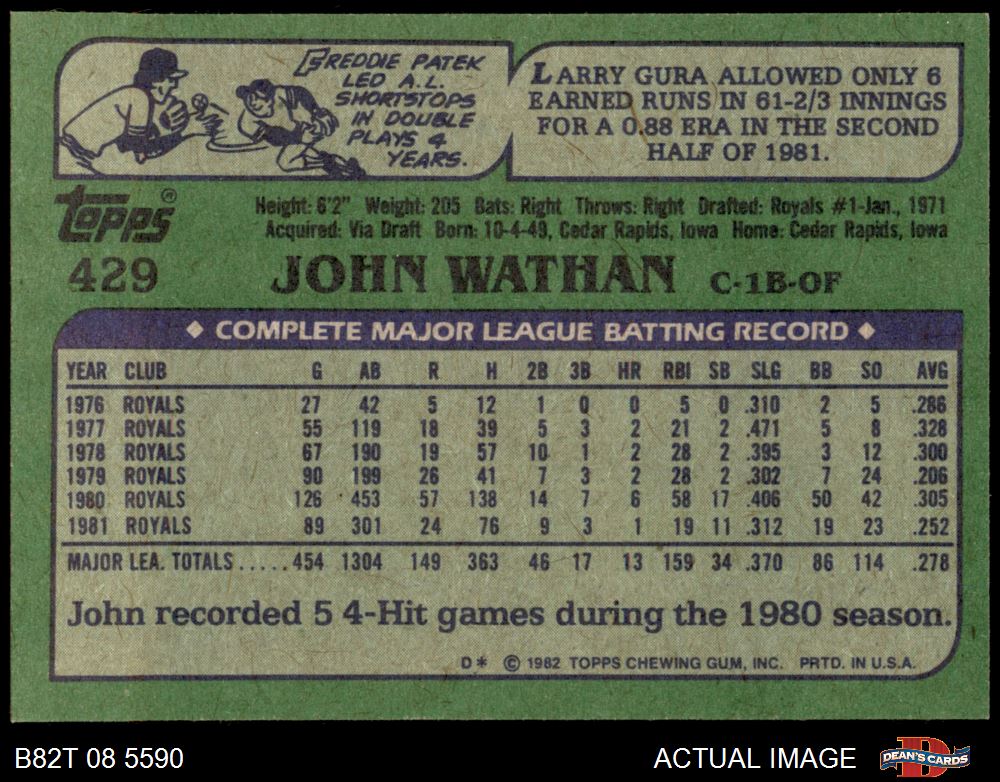 FREDDIE PATEK
LED A.L.
SHORTSTOPS
IN DOUBLE
PLAYS 4
YEARS.
LARRY GURA ALLOWED ONLY 6
EARNED RUNS IN 61-2/3 INNINGS
FOR A 0.88 ERA IN THE SECOND
HALF OF 1981.
Topps®
Height: 6'2" Weight: 205 Bats: Right Throws: Right Drafted: Royals #1-Jan., 1971
Acquired: Via Draft Born: 10-4-49, Cedar Rapids, Iowa Home: Cedar Rapids, Iowa
429 JOHN WATHAN C-1B-OF
◆ COMPLETE MAJOR LEAGUE BATTING RECORD ◆
YEAR CLUB G AB R H 2B 3B HR RBI SB SLG BB SO AVG
1976 ROYALS 27 42 5 12 1 0 0 5 0 .310 2 5 .286
1977 ROYALS 55 119 18 39 5 3 2 21 2 .471 5 8 .328
1978 ROYALS 67 190 19 57 10 1 2 28 2 .395 3 12 .300
1979 ROYALS 90 199 26 41 7 3 2 28 2 .302 7 24 .206
1980 ROYALS 126 453 57 138 14 7 6 58 17 .406 50 42 .305
1981 ROYALS 89 301 24 76 9 3 1 19 11 .312 19 23 .252
MAJOR LEA. TOTALS.....454 1304 149 363 46 17 13 159 34 .370 86 114 .278
John recorded 5 4-Hit games during the 1980 season.
D* © 1982 TOPPS CHEWING GUM, INC. PRTD. IN U.S.A.
B82T 08 5590 ACTUAL IMAGE DEAN'S CARDS